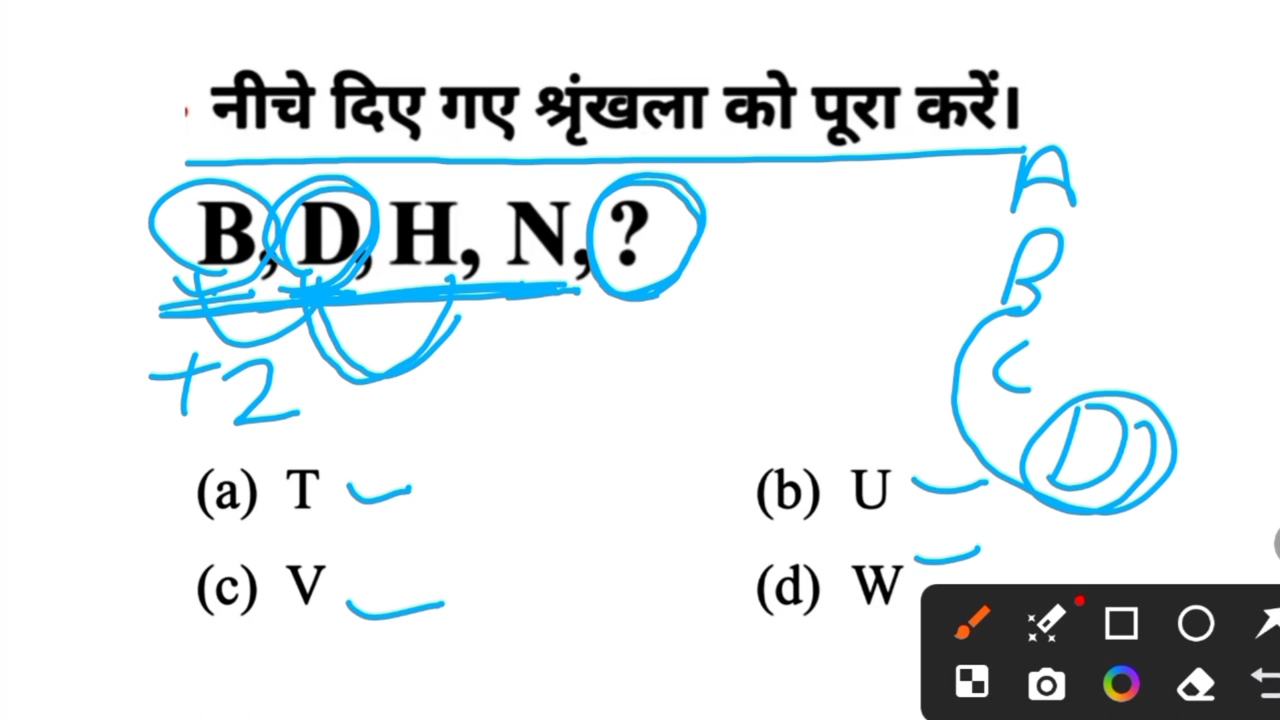 नीचे दिए गए श्रृंखला को पूरा करें।
A
B, D, H, N, ?
B
C
+2
D
(a) T
(b) U
(c) V
(d) W